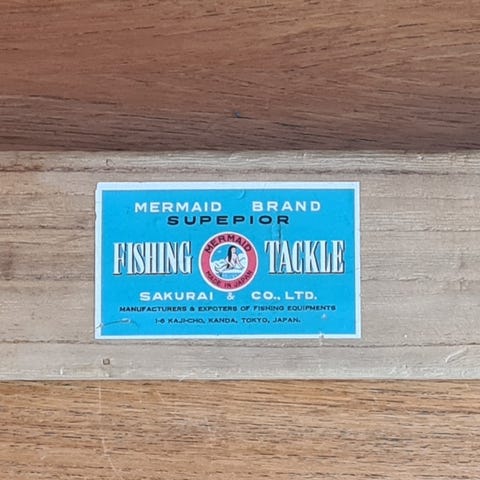 MERMAID BRAND
SUPEPIOR
FISHING TACKLE
MERMAID
MADE IN JAPAN
SAKURAI & CO., LTD.
MANUFACTURERS & EXPOTERS OF FISHING EQUIPMENTS
1-6 KAJI-CHO, KANDA, TOKYO, JAPAN.